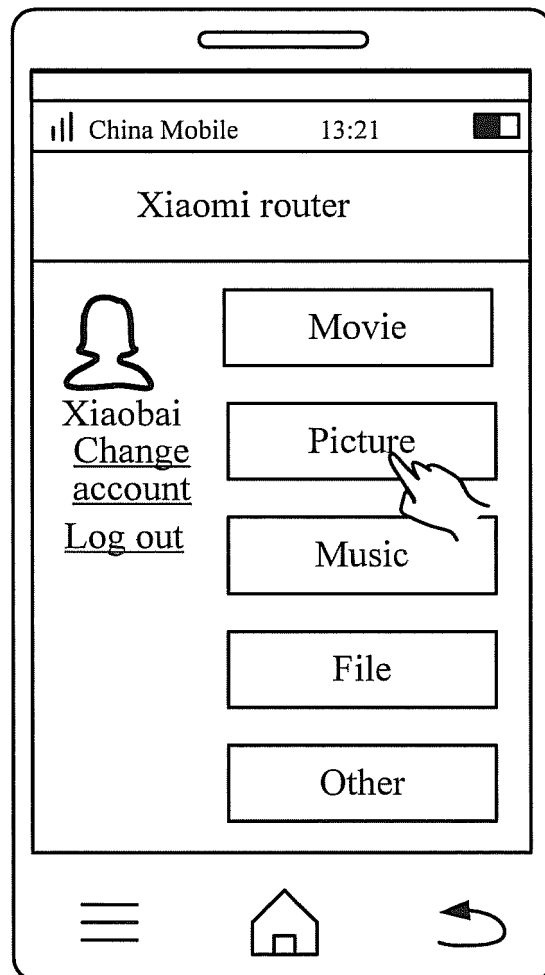 China Mobile 13:21
Xiaomi router
Movie
Xiaobai
Change
account
Log out
Picture
Music
File
Other